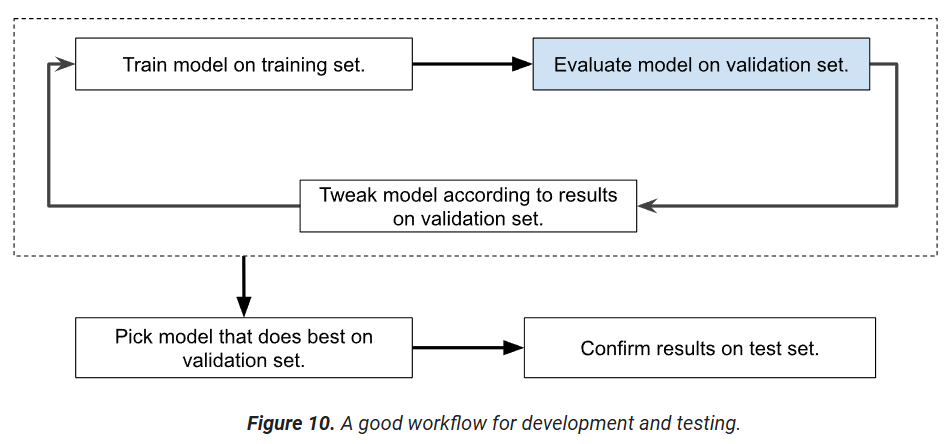 Train model on training set.
Evaluate model on validation set.
Tweak model according to results
on validation set.
Pick model that does best on
validation set.
Confirm results on test set.
Figure 10. A good workflow for development and testing.